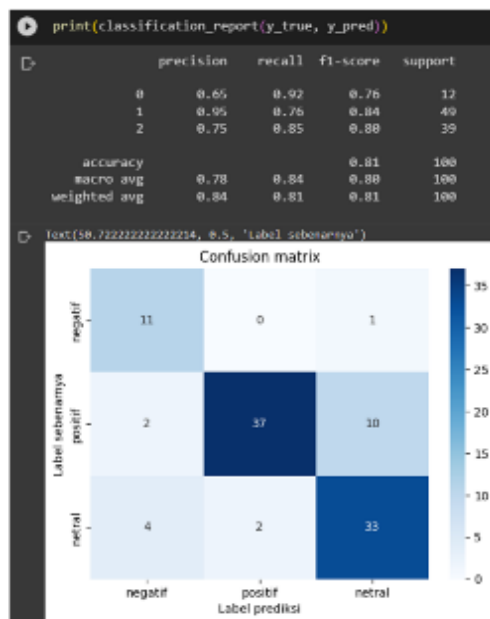 print(classification_report(y_true, y_pred))
precision recall f1-score support
0 0.65 0.92 0.76 12
1 0.95 0.76 0.84 49
2 0.75 0.85 0.80 39
accuracy 0.81 100
macro avg 0.78 0.84 0.80 100
weighted avg 0.84 0.81 0.81 100
Text(50.722222222222214, 0.5, 'Label sebenarnya')
Confusion matrix
negatif 11 0 1
positif 2 37 10
netral 4 2 33
negatif positif netral
Label prediksi
Label sebenarnya
35
30
25
20
15
10
5
0